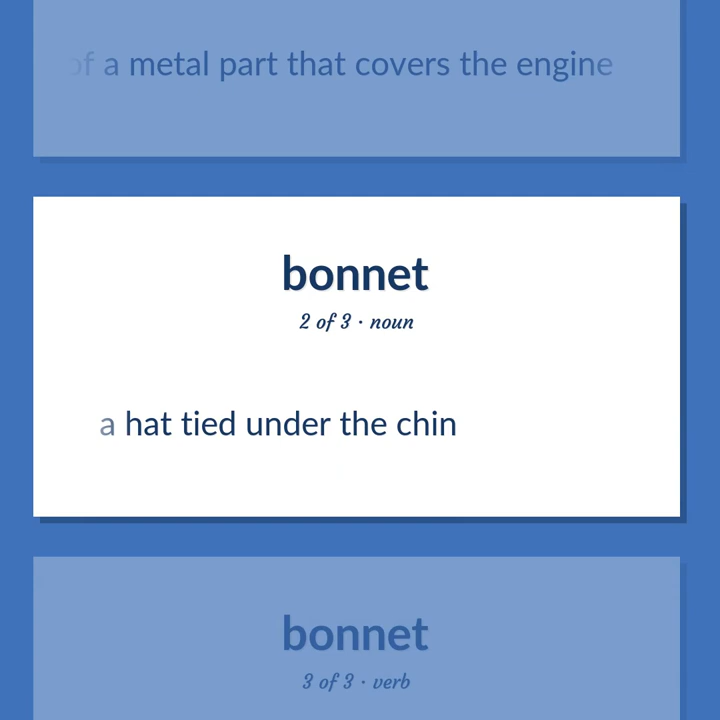 of a metal part that covers the engine
bonnet
2 of 3 · noun
a hat tied under the chin
bonnet
3 of 3 · verb